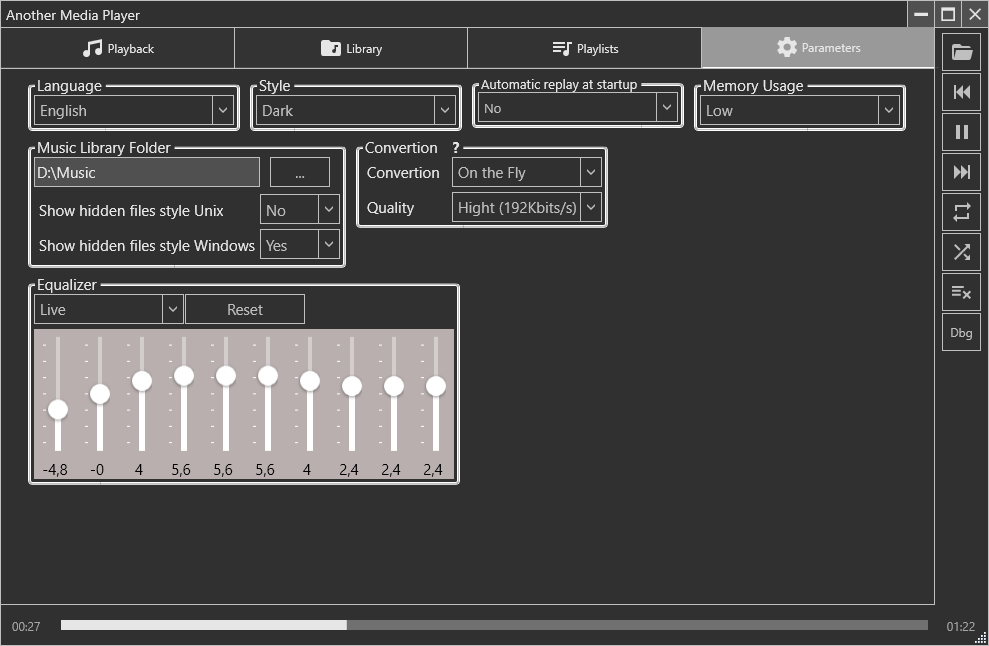 Another Media Player
Playback
Library
Playlists
Parameters
Language
Style
Automatic replay at startup
Memory Usage
English
Dark
No
Low
Music Library Folder
Convertion ?
D:\Music
...
Convertion
On the Fly
Show hidden files style Unix
No
Quality
Hight (192Kbits/s)
Show hidden files style Windows
Yes
Equalizer
Live
Reset
-4,8 -0 4 5,6 5,6 5,6 4 2,4 2,4 2,4
Dbg
00:27
01:22